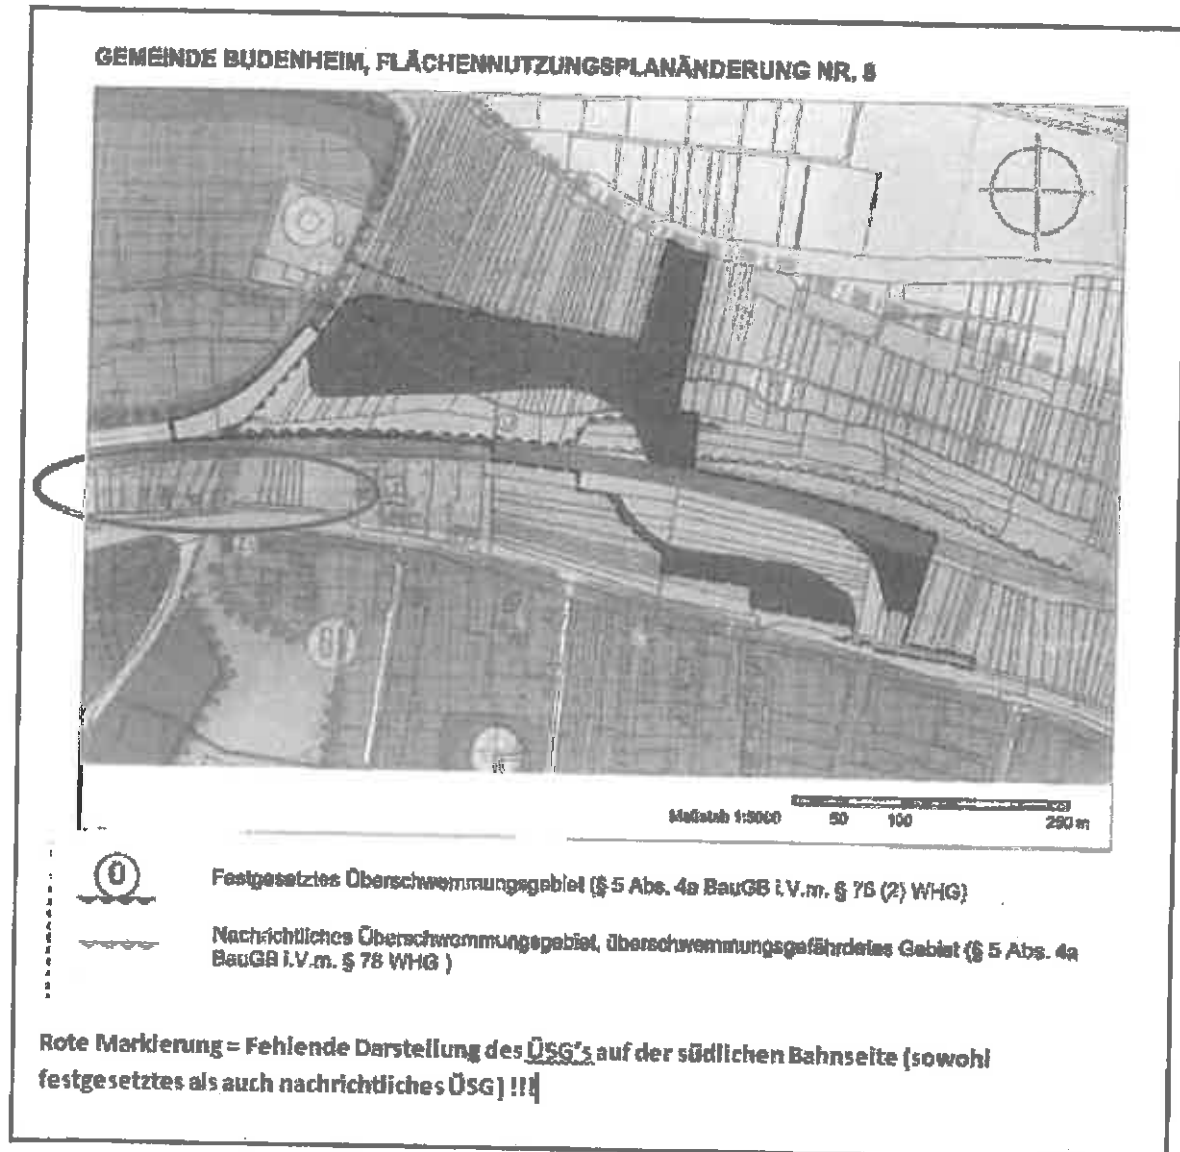 GEMEINDE BUDENHEIM, FLÄCHENNUTZUNGSPLANÄNDERUNG NR. 8
Maßstab 1:5000 50 100 250 m
Ü
Festgesetztes Überschwemmungsgebiet (§ 5 Abs. 4a BauGB i.V.m. § 76 (2) WHG)
Nachrichtliches Überschwemmungsgebiet, überschwemmungsgefährdetes Gebiet (§ 5 Abs. 4a
BauGB i.V.m. § 76 WHG )
Rote Markierung = Fehlende Darstellung des ÜSG's auf der südlichen Bahnseite (sowohl
festgesetztes als auch nachrichtliches ÜSG) !!!